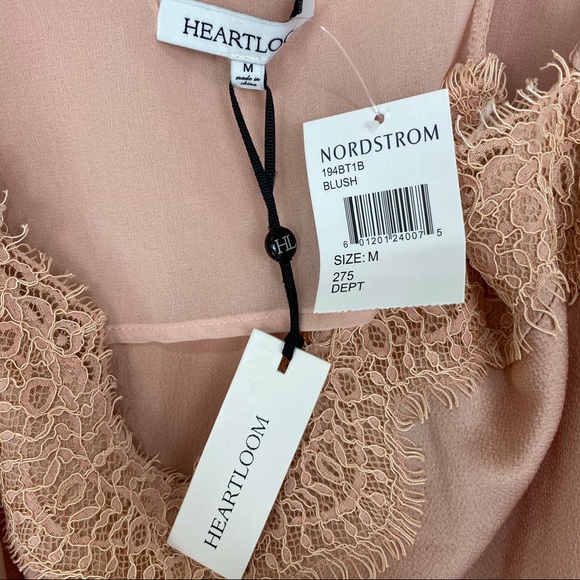 HEARTLOOM
M
made in
china
NORDSTROM
194BT1B
BLUSH
6 01201 24007 5
SIZE: M
275
DEPT
HL
HEARTLOOM